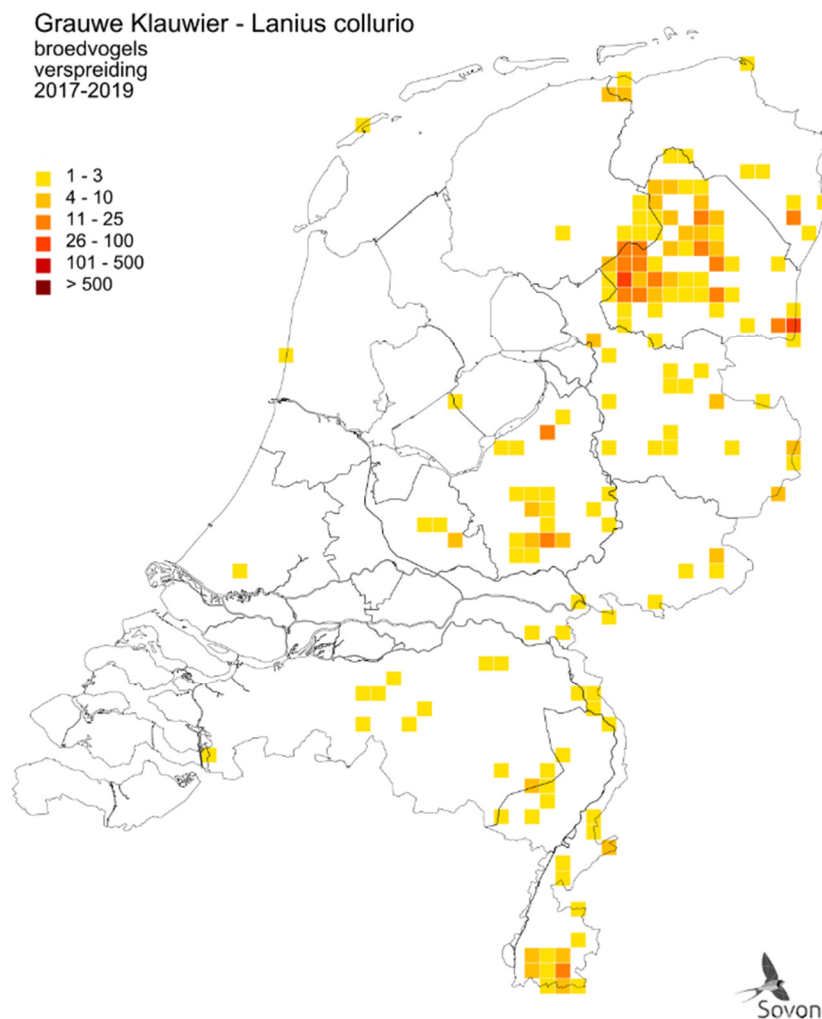 Grauwe Klauwier - Lanius collurio
broedvogels
verspreiding
2017-2019
1 - 3
4 - 10
11 - 25
26 - 100
101 - 500
> 500
Sovon